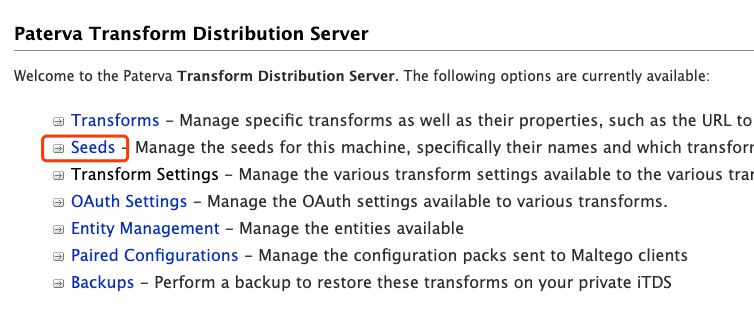 Paterva Transform Distribution Server
Welcome to the Paterva Transform Distribution Server. The following options are currently available:
Transforms – Manage specific transforms as well as their properties, such as the URL to
Seeds – Manage the seeds for this machine, specifically their names and which transfor
Transform Settings – Manage the various transform settings available to the various tra
OAuth Settings – Manage the OAuth settings available to various transforms.
Entity Management – Manage the entities available
Paired Configurations – Manage the configuration packs sent to Maltego clients
Backups – Perform a backup to restore these transforms on your private iTDS